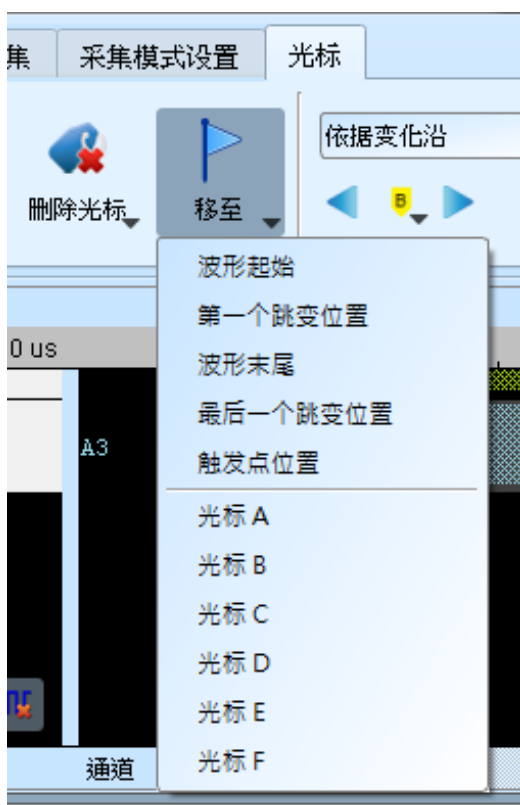 集 采集模式设置 光标
依据变化沿
删除光标 移至 B
波形起始
第一个跳变位置
0 us
波形末尾
最后一个跳变位置
A3
触发点位置
光标 A
光标 B
光标 C
光标 D
光标 E
光标 F
通道